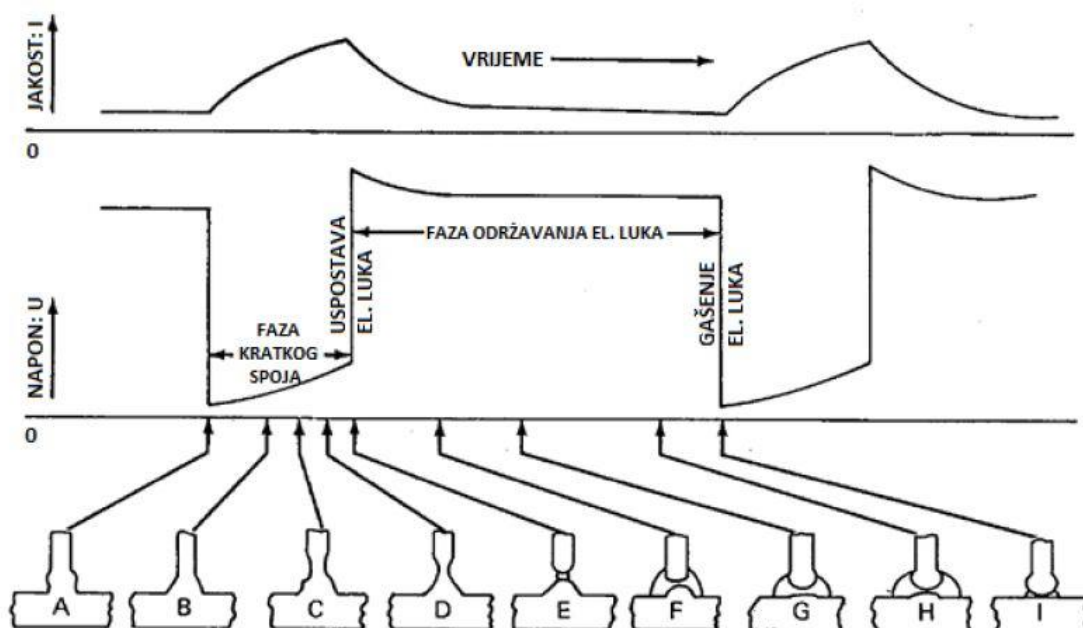 JAKOST: I
VRIJEME
0
NAPON: U
FAZA
KRATKOG
SPOJA
USPOSTAVA
EL. LUKA
FAZA ODRŽAVANJA EL. LUKA
GAŠENJE
EL. LUKA
0
A B C D E F G H I